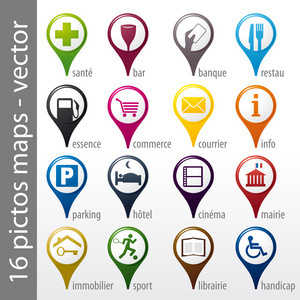 16 pictos maps - vector
santé
bar
banque
restau
essence
commerce
courrier
info
P
parking
hôtel
cinéma
mairie
immobilier
sport
librairie
handicap